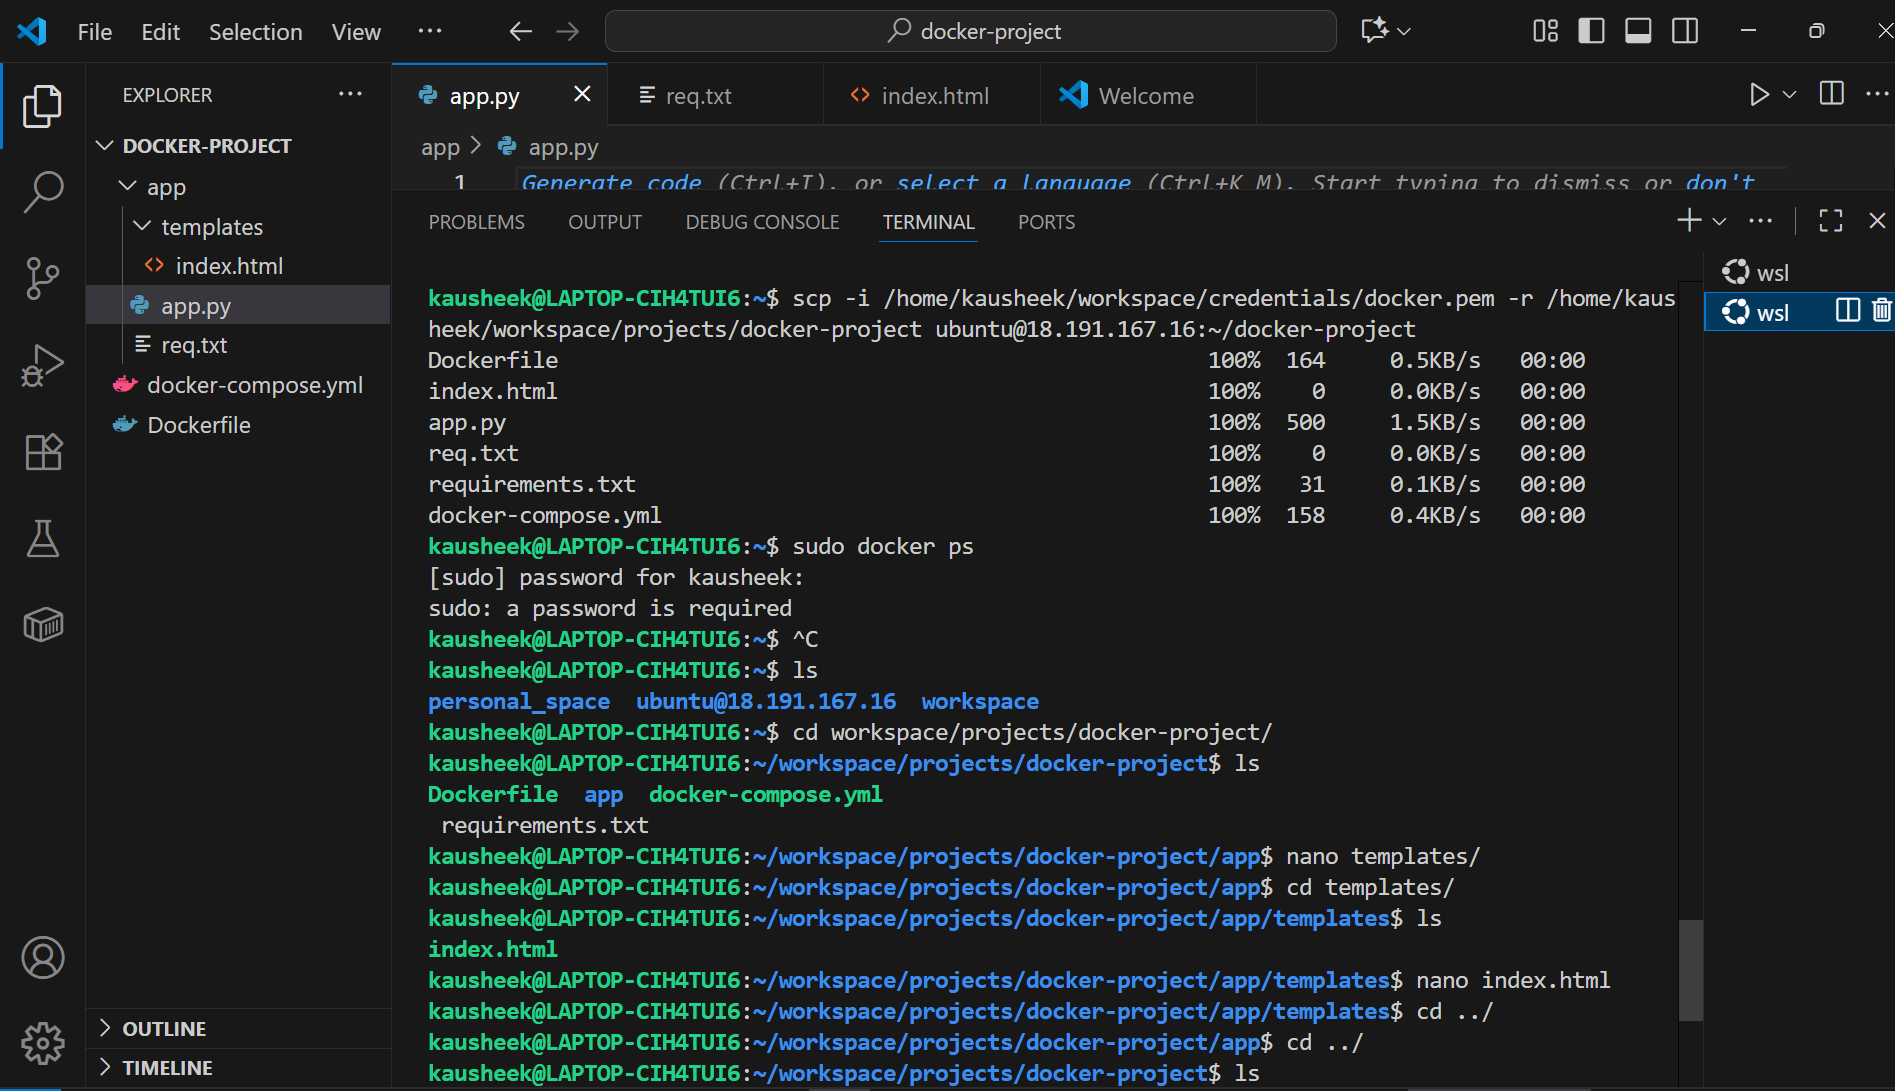 File Edit Selection View ··· docker-project
EXPLORER ···
DOCKER-PROJECT
app
templates
index.html
app.py
req.txt
docker-compose.yml
Dockerfile
OUTLINE
TIMELINE
app.py req.txt index.html Welcome
app > app.py
1 Generate code (Ctrl+I), or select a language (Ctrl+K M). Start typing to dismiss or don't
PROBLEMS OUTPUT DEBUG CONSOLE TERMINAL PORTS
wsl
wsl
kausheek@LAPTOP-CIH4TUI6:~$ scp -i /home/kausheek/workspace/credentials/docker.pem -r /home/kaus
heek/workspace/projects/docker-project ubuntu@18.191.167.16:~/docker-project
Dockerfile 100% 164 0.5KB/s 00:00
index.html 100% 0 0.0KB/s 00:00
app.py 100% 500 1.5KB/s 00:00
req.txt 100% 0 0.0KB/s 00:00
requirements.txt 100% 31 0.1KB/s 00:00
docker-compose.yml 100% 158 0.4KB/s 00:00
kausheek@LAPTOP-CIH4TUI6:~$ sudo docker ps
[sudo] password for kausheek:
sudo: a password is required
kausheek@LAPTOP-CIH4TUI6:~$ ^C
kausheek@LAPTOP-CIH4TUI6:~$ ls
personal_space ubuntu@18.191.167.16 workspace
kausheek@LAPTOP-CIH4TUI6:~$ cd workspace/projects/docker-project/
kausheek@LAPTOP-CIH4TUI6:~/workspace/projects/docker-project$ ls
Dockerfile app docker-compose.yml
requirements.txt
kausheek@LAPTOP-CIH4TUI6:~/workspace/projects/docker-project/app$ nano templates/
kausheek@LAPTOP-CIH4TUI6:~/workspace/projects/docker-project/app$ cd templates/
kausheek@LAPTOP-CIH4TUI6:~/workspace/projects/docker-project/app/templates$ ls
index.html
kausheek@LAPTOP-CIH4TUI6:~/workspace/projects/docker-project/app/templates$ nano index.html
kausheek@LAPTOP-CIH4TUI6:~/workspace/projects/docker-project/app/templates$ cd ../
kausheek@LAPTOP-CIH4TUI6:~/workspace/projects/docker-project/app$ cd ../
kausheek@LAPTOP-CIH4TUI6:~/workspace/projects/docker-project$ ls